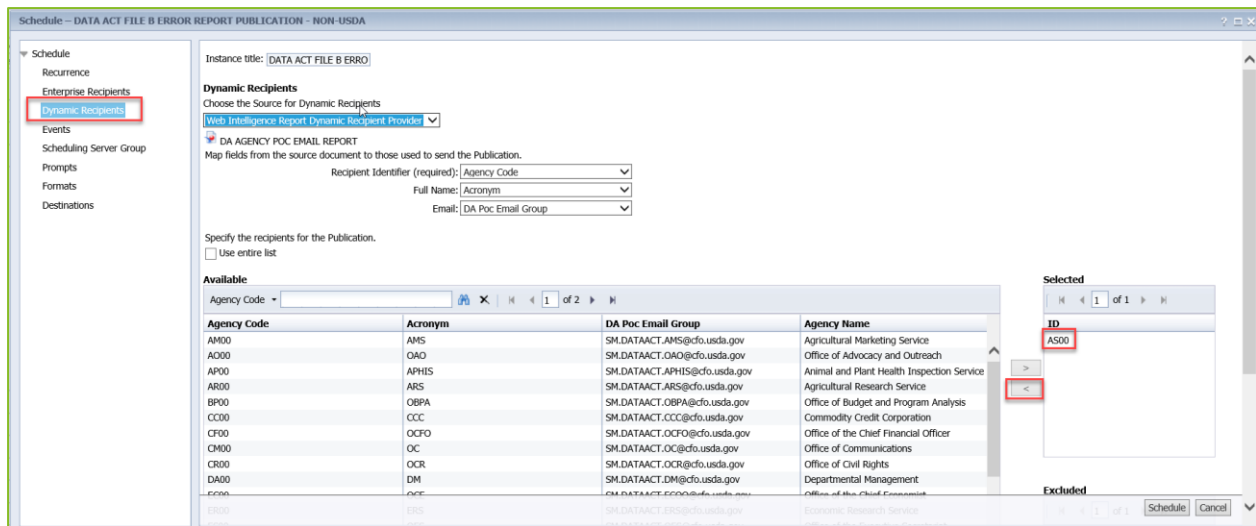 Schedule – DATA ACT FILE B ERROR REPORT PUBLICATION - NON-USDA
Schedule
Recurrence
Enterprise Recipients
Dynamic Recipients
Events
Scheduling Server Group
Prompts
Formats
Destinations
Instance title: DATA ACT FILE B ERRO
Dynamic Recipients
Choose the Source for Dynamic Recipients
Web Intelligence Report Dynamic Recipient Provider
DA AGENCY POC EMAIL REPORT
Map fields from the source document to those used to send the Publication.
Recipient Identifier (required): Agency Code
Full Name: Acronym
Email: DA Poc Email Group
Specify the recipients for the Publication.
Use entire list
Available
Agency Code 1 of 2
Agency Code Acronym DA Poc Email Group Agency Name
AM00 AMS SM.DATAACT.AMS@cfo.usda.gov Agricultural Marketing Service
AO00 OAO SM.DATAACT.OAO@cfo.usda.gov Office of Advocacy and Outreach
AP00 APHIS SM.DATAACT.APHIS@cfo.usda.gov Animal and Plant Health Inspection Service
AR00 ARS SM.DATAACT.ARS@cfo.usda.gov Agricultural Research Service
BP00 OBPA SM.DATAACT.OBPA@cfo.usda.gov Office of Budget and Program Analysis
CC00 CCC SM.DATAACT.CCC@cfo.usda.gov Commodity Credit Corporation
CF00 OCFO SM.DATAACT.OCFO@cfo.usda.gov Office of the Chief Financial Officer
CM00 OC SM.DATAACT.OC@cfo.usda.gov Office of Communications
CR00 OCR SM.DATAACT.OCR@cfo.usda.gov Office of Civil Rights
DA00 DM SM.DATAACT.DM@cfo.usda.gov Departmental Management
Office of the Chief Economist
ER00 ERS SM.DATAACT.ERS@cfo.usda.gov Economic Research Service
>
<
Selected
1 of 1
ID
AS00
Excluded
1 of 1
Schedule Cancel